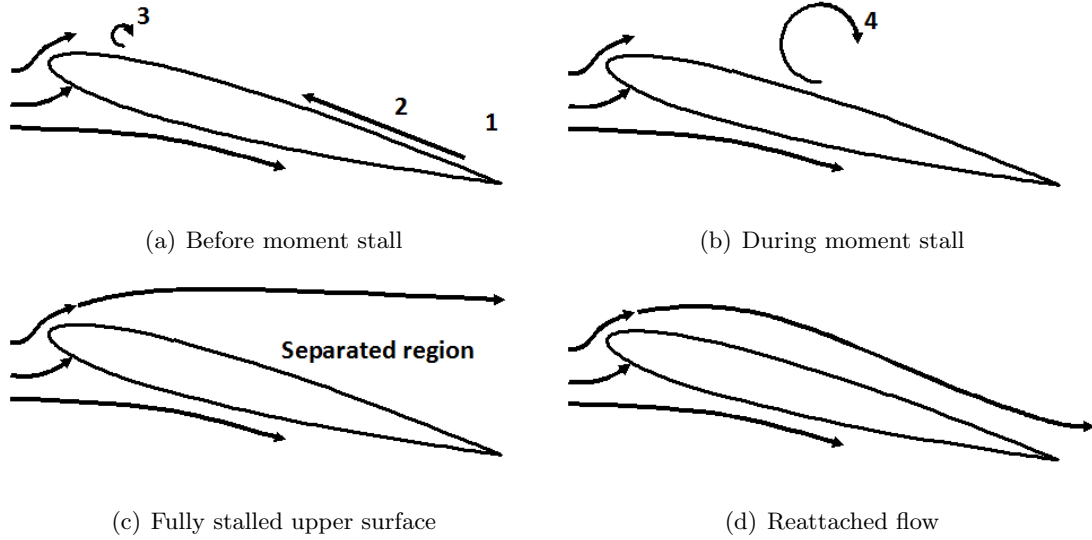 3
2
1
4
(a) Before moment stall
(b) During moment stall
Separated region
(c) Fully stalled upper surface
(d) Reattached flow